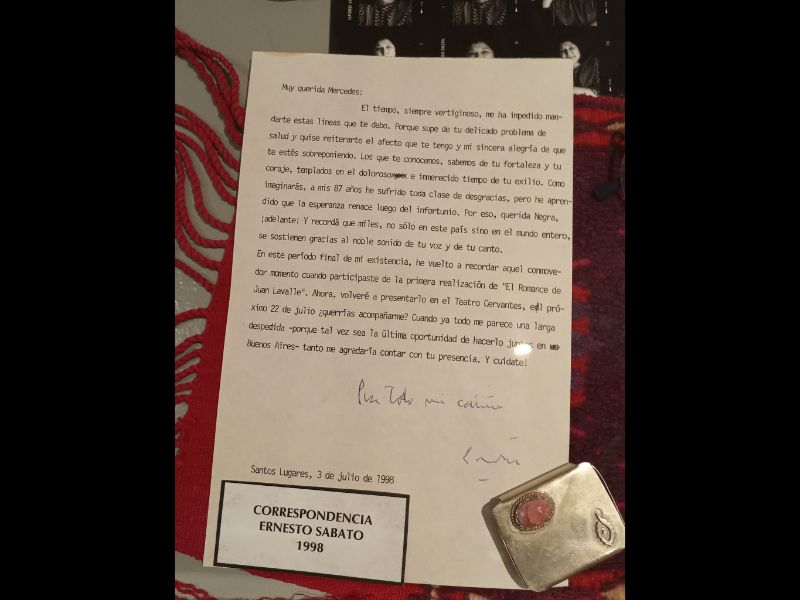 Muy querida Mercedes:
El tiempo, siempre vertiginoso, me ha impedido man-
darte estas líneas que te debo. Porque supe de tu delicado problema de
salud y quise reiterarte el afecto que te tengo y mi sincera alegría de que
te estés sobreponiendo. Los que te conocemos, sabemos de tu fortaleza y tu
coraje, templados en el doloroso e inmerecido tiempo de tu exilio. Como
imaginarás, a mis 87 años he sufrido toda clase de desgracias, pero he apren-
dido que la esperanza renace luego del infortunio. Por eso, querida Negra,
¡adelante! Y recordá que miles, no sólo en este país sino en el mundo entero,
se sostienen gracias al noble sonido de tu voz y de tu canto.
En este período final de mi existencia, he vuelto a recordar aquel conmove-
dor momento cuando participaste de la primera realización de "El Romance de
Juan Lavalle". Ahora, volveré a presentarlo en el Teatro Cervantes, el pró-
ximo 22 de julio ¿querrías acompañarme? Cuando ya todo me parece una larga
despedida -porque tal vez sea la última oportunidad de hacerlo juntos en
Buenos Aires- tanto me agradaría contar con tu presencia. Y cuidate!
mi cariño
Santos Lugares, 3 de julio de 1998
CORRESPONDENCIA
ERNESTO SABATO
1998